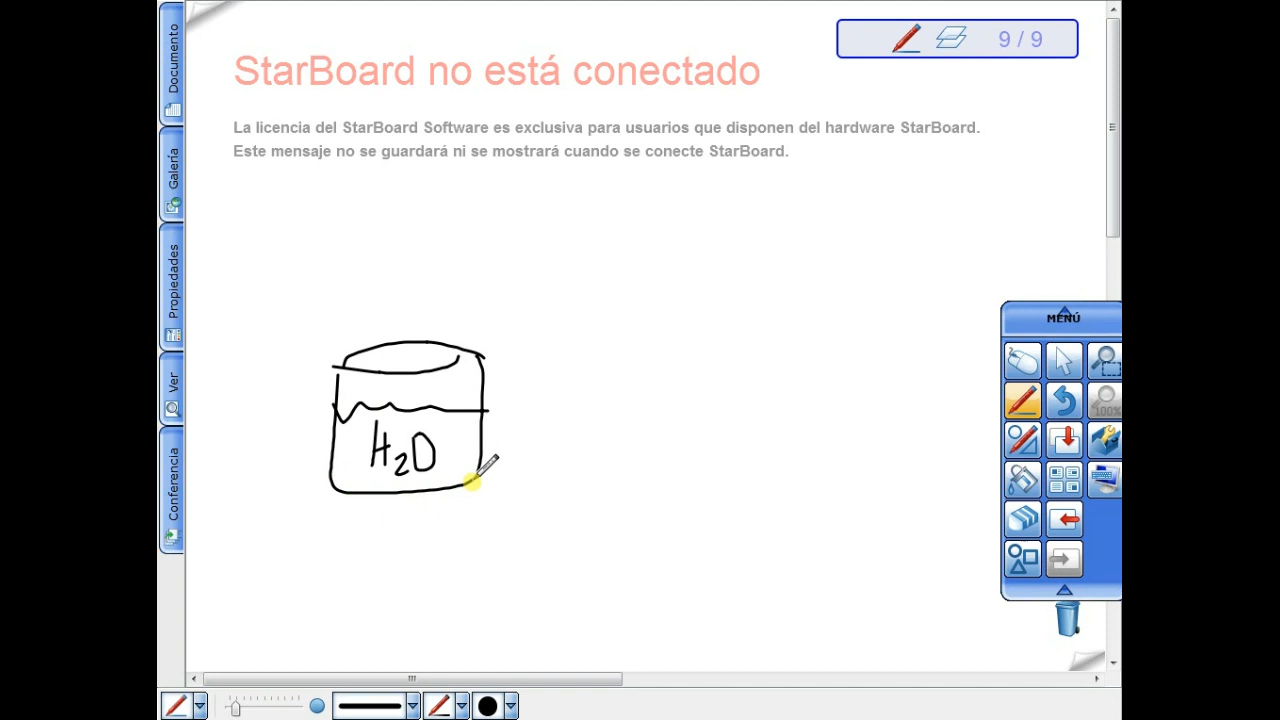 StarBoard no está conectado
9 / 9
La licencia del StarBoard Software es exclusiva para usuarios que disponen del hardware StarBoard.
Este mensaje no se guardará ni se mostrará cuando se conecte StarBoard.
Documento
Galería
Propiedades
Ver
Conferencia
H2O
MENÚ
100%